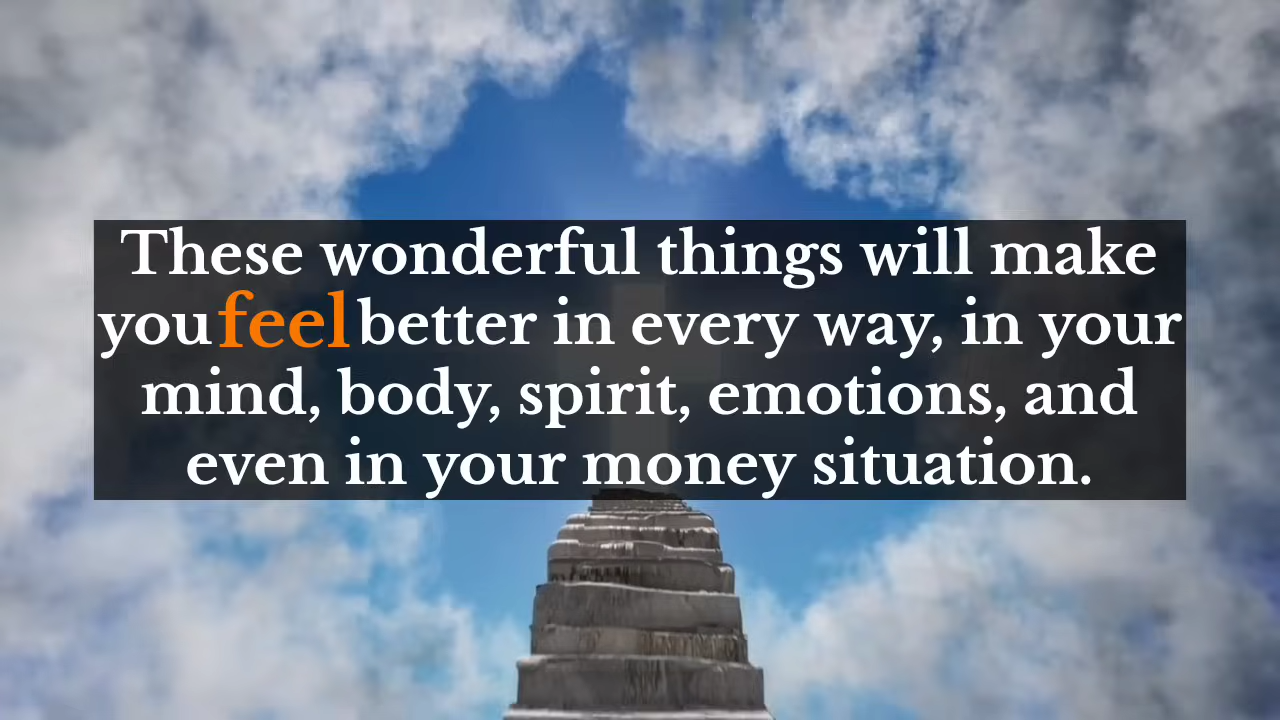 These wonderful things will make
you feel better in every way, in your
mind, body, spirit, emotions, and
even in your money situation.